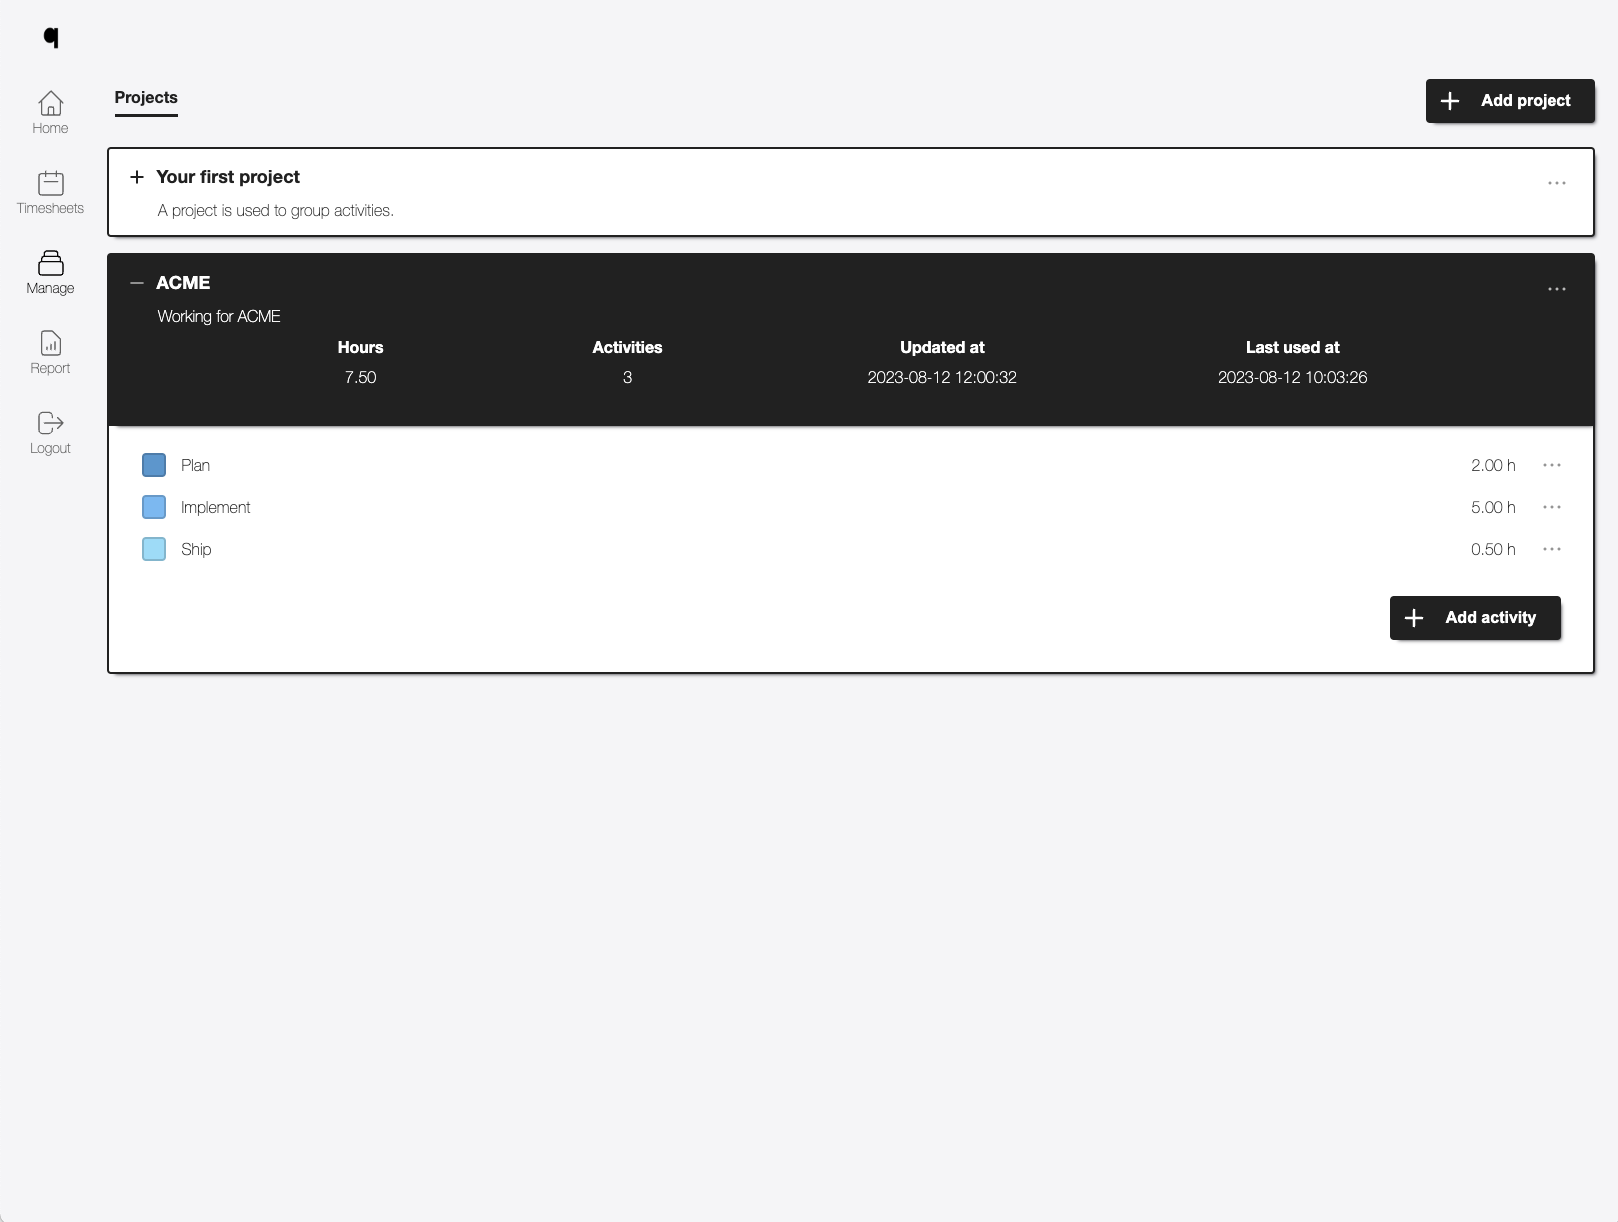 Projects
Add project
Home
Timesheets
Manage
Report
Logout
Your first project
A project is used to group activities.
ACME
Working for ACME
Hours Activities Updated at Last used at
7.50 3 2023-08-12 12:00:32 2023-08-12 10:03:26
Plan 2.00 h
Implement 5.00 h
Ship 0.50 h
Add activity